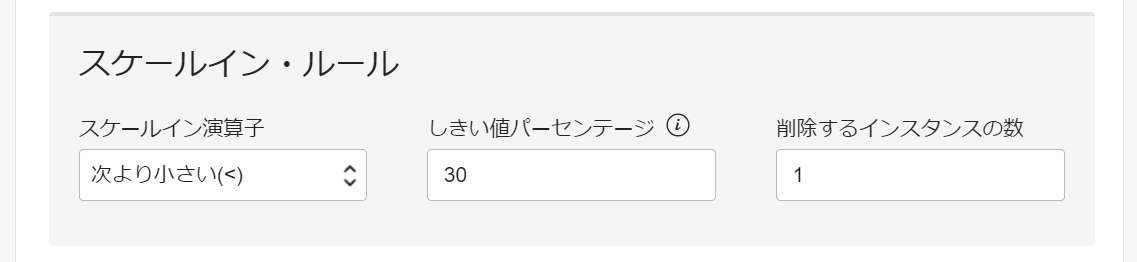 スケールイン・ルール
スケールイン演算子
しきい値パーセンテージ
削除するインスタンスの数
次より小さい(<)
30
1